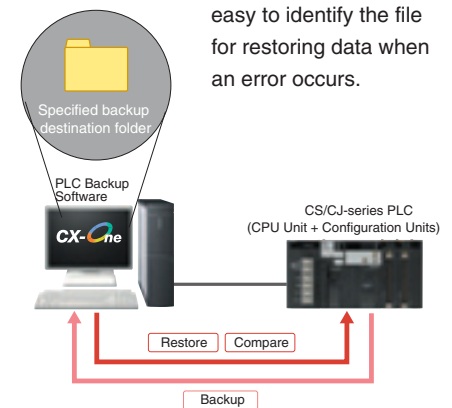 easy to identify the file
for restoring data when
an error occurs.
Specified backup
destination folder
PLC Backup
Software
CX-One
CS/CJ-series PLC
(CPU Unit + Configuration Units)
Restore
Compare
Backup